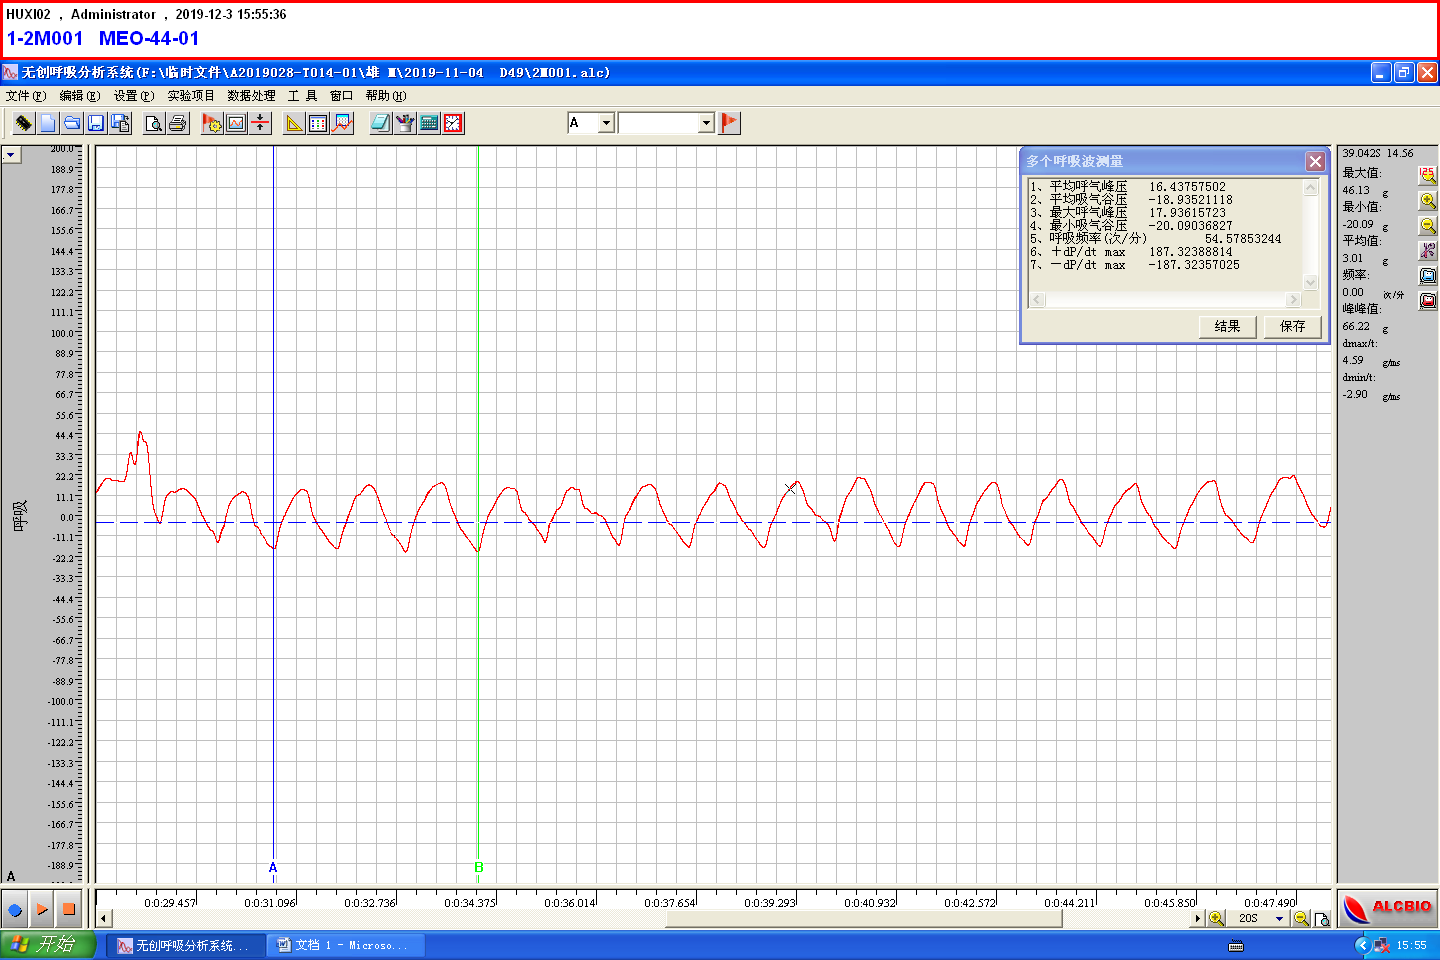 HUXI02 , Administrator , 2019-12-3 15:55:36
1-2M001 MEO-44-01
无创呼吸分析系统(F:\临时文件\A2019028-T014-01\雄 M\2019-11-04 D49\2M001.alc)
文件(F) 编辑(E) 设置(P) 实验项目 数据处理 工 具 窗口 帮助(H)
A
200.0
188.9
177.8
166.7
155.6
144.4
133.3
122.2
111.1
100.0
88.9
77.8
66.7
55.6
44.4
33.3
22.2
11.1
0.0
-11.1
-22.2
-33.3
-44.4
-55.6
-66.7
-77.8
-88.9
-100.0
-111.1
-122.2
-133.3
-144.4
-155.6
-166.7
-177.8
-188.9
呼吸
A
A
B
多个呼吸波测量
1、平均呼气峰压 16.43757502
2、平均吸气谷压 -18.93521118
3、最大呼气峰压 17.93615723
4、最小吸气谷压 -20.09036827
5、呼吸频率(次/分) 54.57853244
6、＋dP/dt max 187.32388814
7、－dP/dt max -187.32357025
结果 保存
39.042S 14.56
最大值:
46.13 g
最小值:
-20.09 g
平均值:
3.01 g
频率:
0.00 次/分
峰峰值:
66.22 g
dmax/t:
4.59 g/ms
dmin/t:
-2.90 g/ms
125
0:0:29.457 0:0:31.096 0:0:32.736 0:0:34.375 0:0:36.014 0:0:37.654 0:0:39.293 0:0:40.932 0:0:42.572 0:0:44.211 0:0:45.850 0:0:47.490
20S
ALCBIO
开始 无创呼吸分析系统... 文档 1 - Microso... 15:55